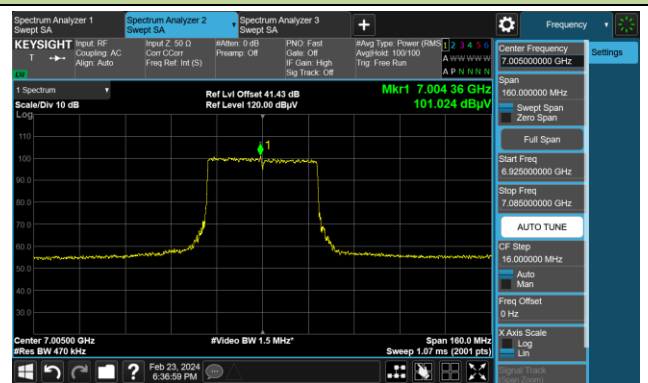 Spectrum Analyzer 1
Swept SA
Spectrum Analyzer 2
Swept SA
Spectrum Analyzer 3
Swept SA
Frequency
KEYSIGHT
Input: RF
Coupling: AC
Align: Auto
Input Z: 50 Ω
Corr CCorr
Freq Ref: Int (S)
#Atten: 0 dB
Preamp: Off
PNO: Fast
Gate: Off
IF Gain: High
Sig Track: Off
#Avg Type: Power (RMS)
Avg|Hold: 100/100
Trig: Free Run
1 2 3 4 5 6
A W W W W W
A P N N N N
1 Spectrum
Scale/Div 10 dB
Log
Ref Lvl Offset 41.43 dB
Ref Level 120.00 dBµV
Mkr1 7.004 36 GHz
101.024 dBµV
1
110
100
90.0
80.0
70.0
60.0
50.0
40.0
30.0
Center 7.00500 GHz
#Res BW 470 kHz
#Video BW 1.5 MHz*
Span 160.0 MHz
Sweep 1.07 ms (2001 pts)
Feb 23, 2024
6:36:59 PM
Settings
Center Frequency
7.005000000 GHz
Span
160.000000 MHz
Swept Span
Zero Span
Full Span
Start Freq
6.925000000 GHz
Stop Freq
7.085000000 GHz
AUTO TUNE
CF Step
16.000000 MHz
Auto
Man
Freq Offset
0 Hz
X Axis Scale
Log
Lin
Signal Track
(Span Zoom)